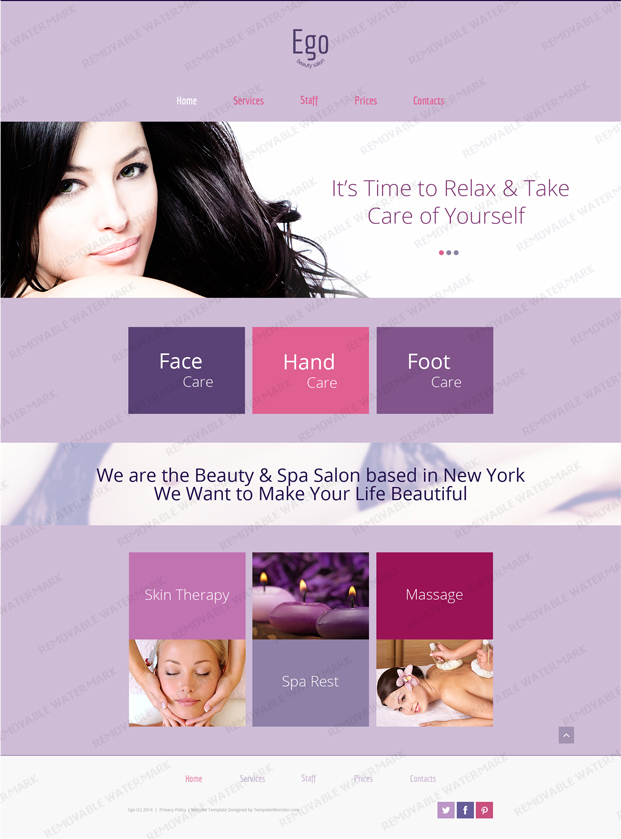 Ego
beauty salon
Home Services Staff Prices Contacts
It's Time to Relax & Take
Care of Yourself
Face
Care
Hand
Care
Foot
Care
We are the Beauty & Spa Salon based in New York
We Want to Make Your Life Beautiful
Skin Therapy
Massage
Spa Rest
Home Services Staff Prices Contacts
Ego (C) 2014 | Privacy Policy | Website Template Designed by TemplateMonster.com
REMOVABLE WATERMARK